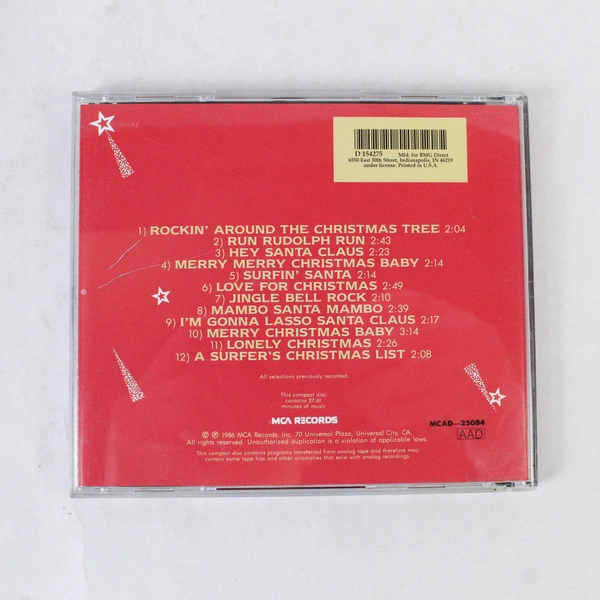 D 154275 Mfd. for BMG Direct
6550 East 30th Street, Indianapolis, IN 46219
under license. Printed in U.S.A.
1) ROCKIN' AROUND THE CHRISTMAS TREE 2:04
2) RUN RUDOLPH RUN 2:43
3) HEY SANTA CLAUS 2:23
4) MERRY MERRY CHRISTMAS BABY 2:14
5) SURFIN' SANTA 2:14
6) LOVE FOR CHRISTMAS 2:49
7) JINGLE BELL ROCK 2:10
8) MAMBO SANTA MAMBO 2:39
9) I'M GONNA LASSO SANTA CLAUS 2:17
10) MERRY CHRISTMAS BABY 3:14
11) LONELY CHRISTMAS 2:26
12) A SURFER'S CHRISTMAS LIST 2:08
All selections previously recorded.
This compact disc
contains 27:61
minutes of music
MCA RECORDS
MCAD—25084
AAD
© ℗ 1986 MCA Records, Inc. 70 Universal Plaza, Universal City, CA.
All rights reserved. Unauthorized duplication is a violation of applicable laws.
This compact disc contains programs transferred from analog tape and therefore may
contain some tape hiss and other anomalies that exist with analog recordings.